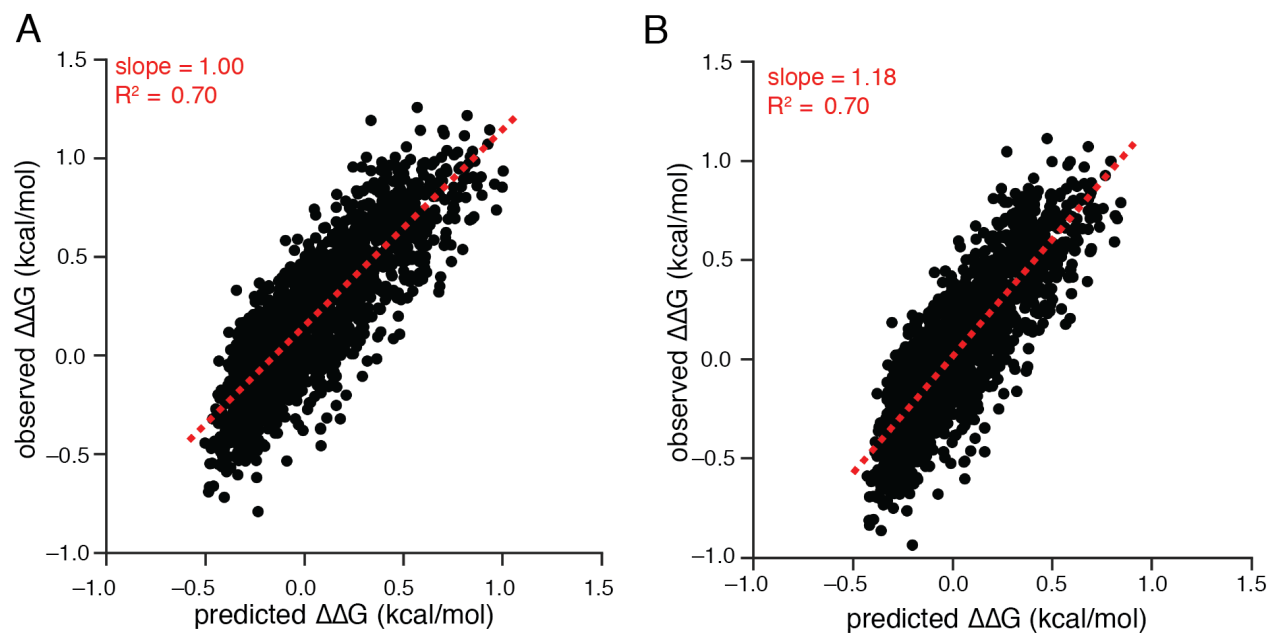 A
slope = 1.00
R² = 0.70
observed ΔΔG (kcal/mol)
1.5
1.0
0.5
0.0
−0.5
−1.0
−1.0 −0.5 0.0 0.5 1.0 1.5
predicted ΔΔG (kcal/mol)
B
slope = 1.18
R² = 0.70
observed ΔΔG (kcal/mol)
1.5
1.0
0.5
0.0
−0.5
−1.0
−1.0 −0.5 0.0 0.5 1.0 1.5
predicted ΔΔG (kcal/mol)